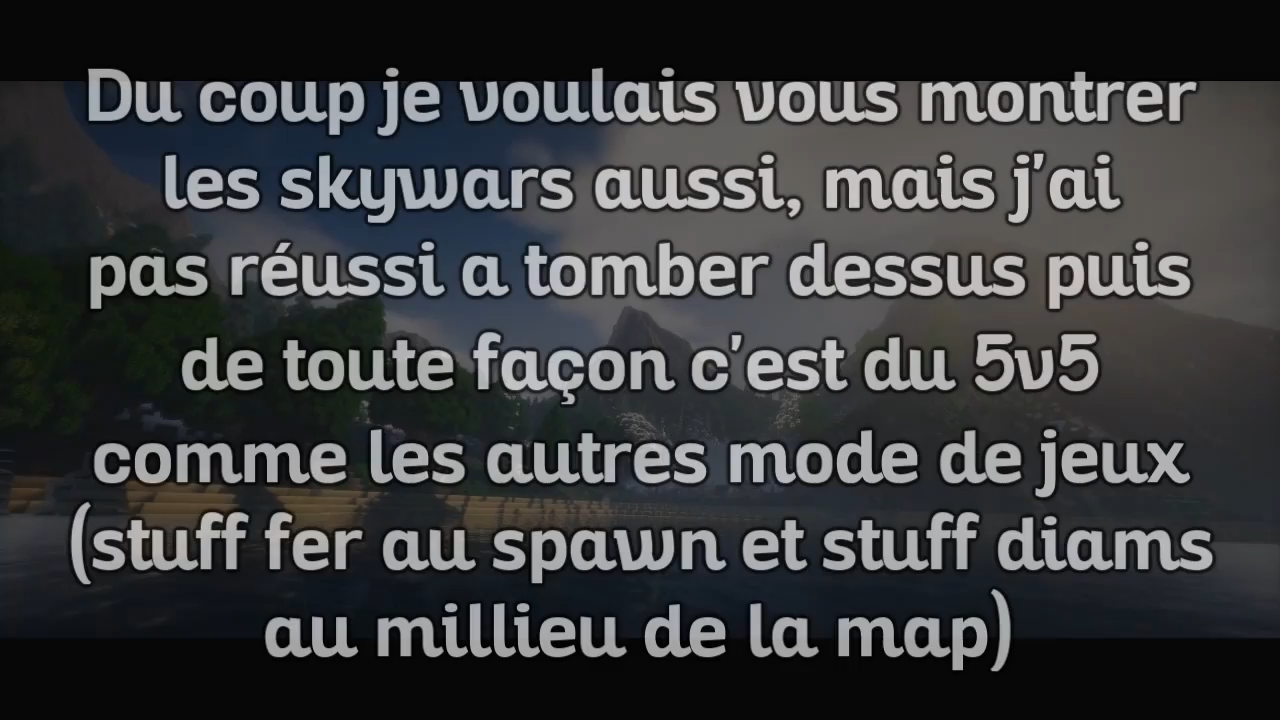 Du coup je voulais vous montrer
les skywars aussi, mais j'ai
pas réussi a tomber dessus puis
de toute façon c'est du 5v5
comme les autres mode de jeux
(stuff fer au spawn et stuff diams
au millieu de la map)